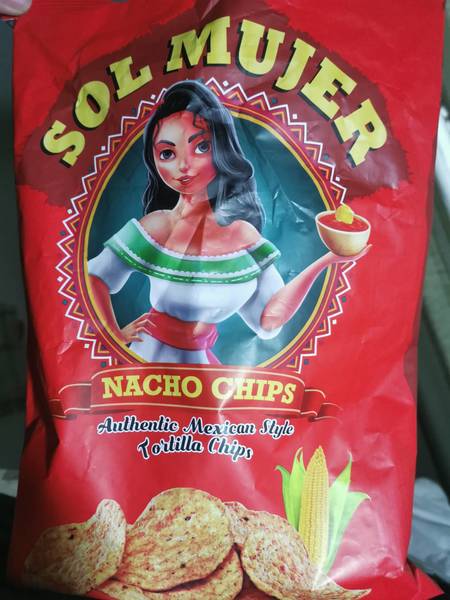 SOL MUJER
NACHO CHIPS
Authentic Mexican Style
Tortilla Chips